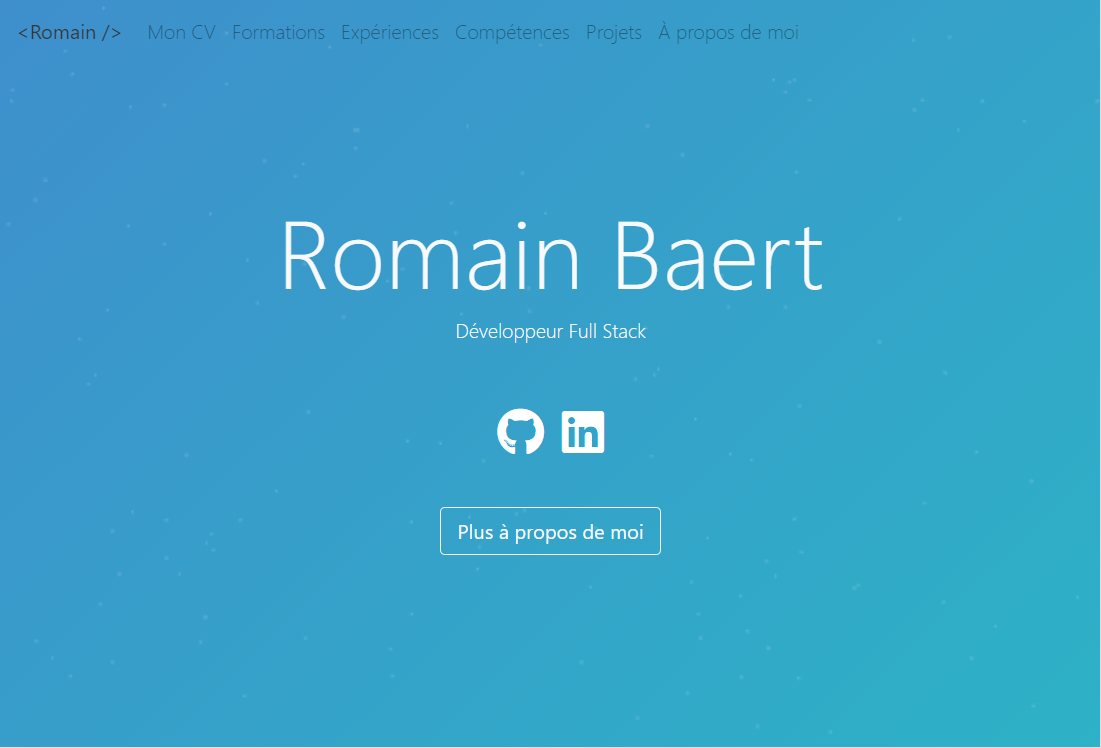 <Romain /> Mon CV Formations Expériences Compétences Projets À propos de moi
Romain Baert
Développeur Full Stack
in
Plus à propos de moi